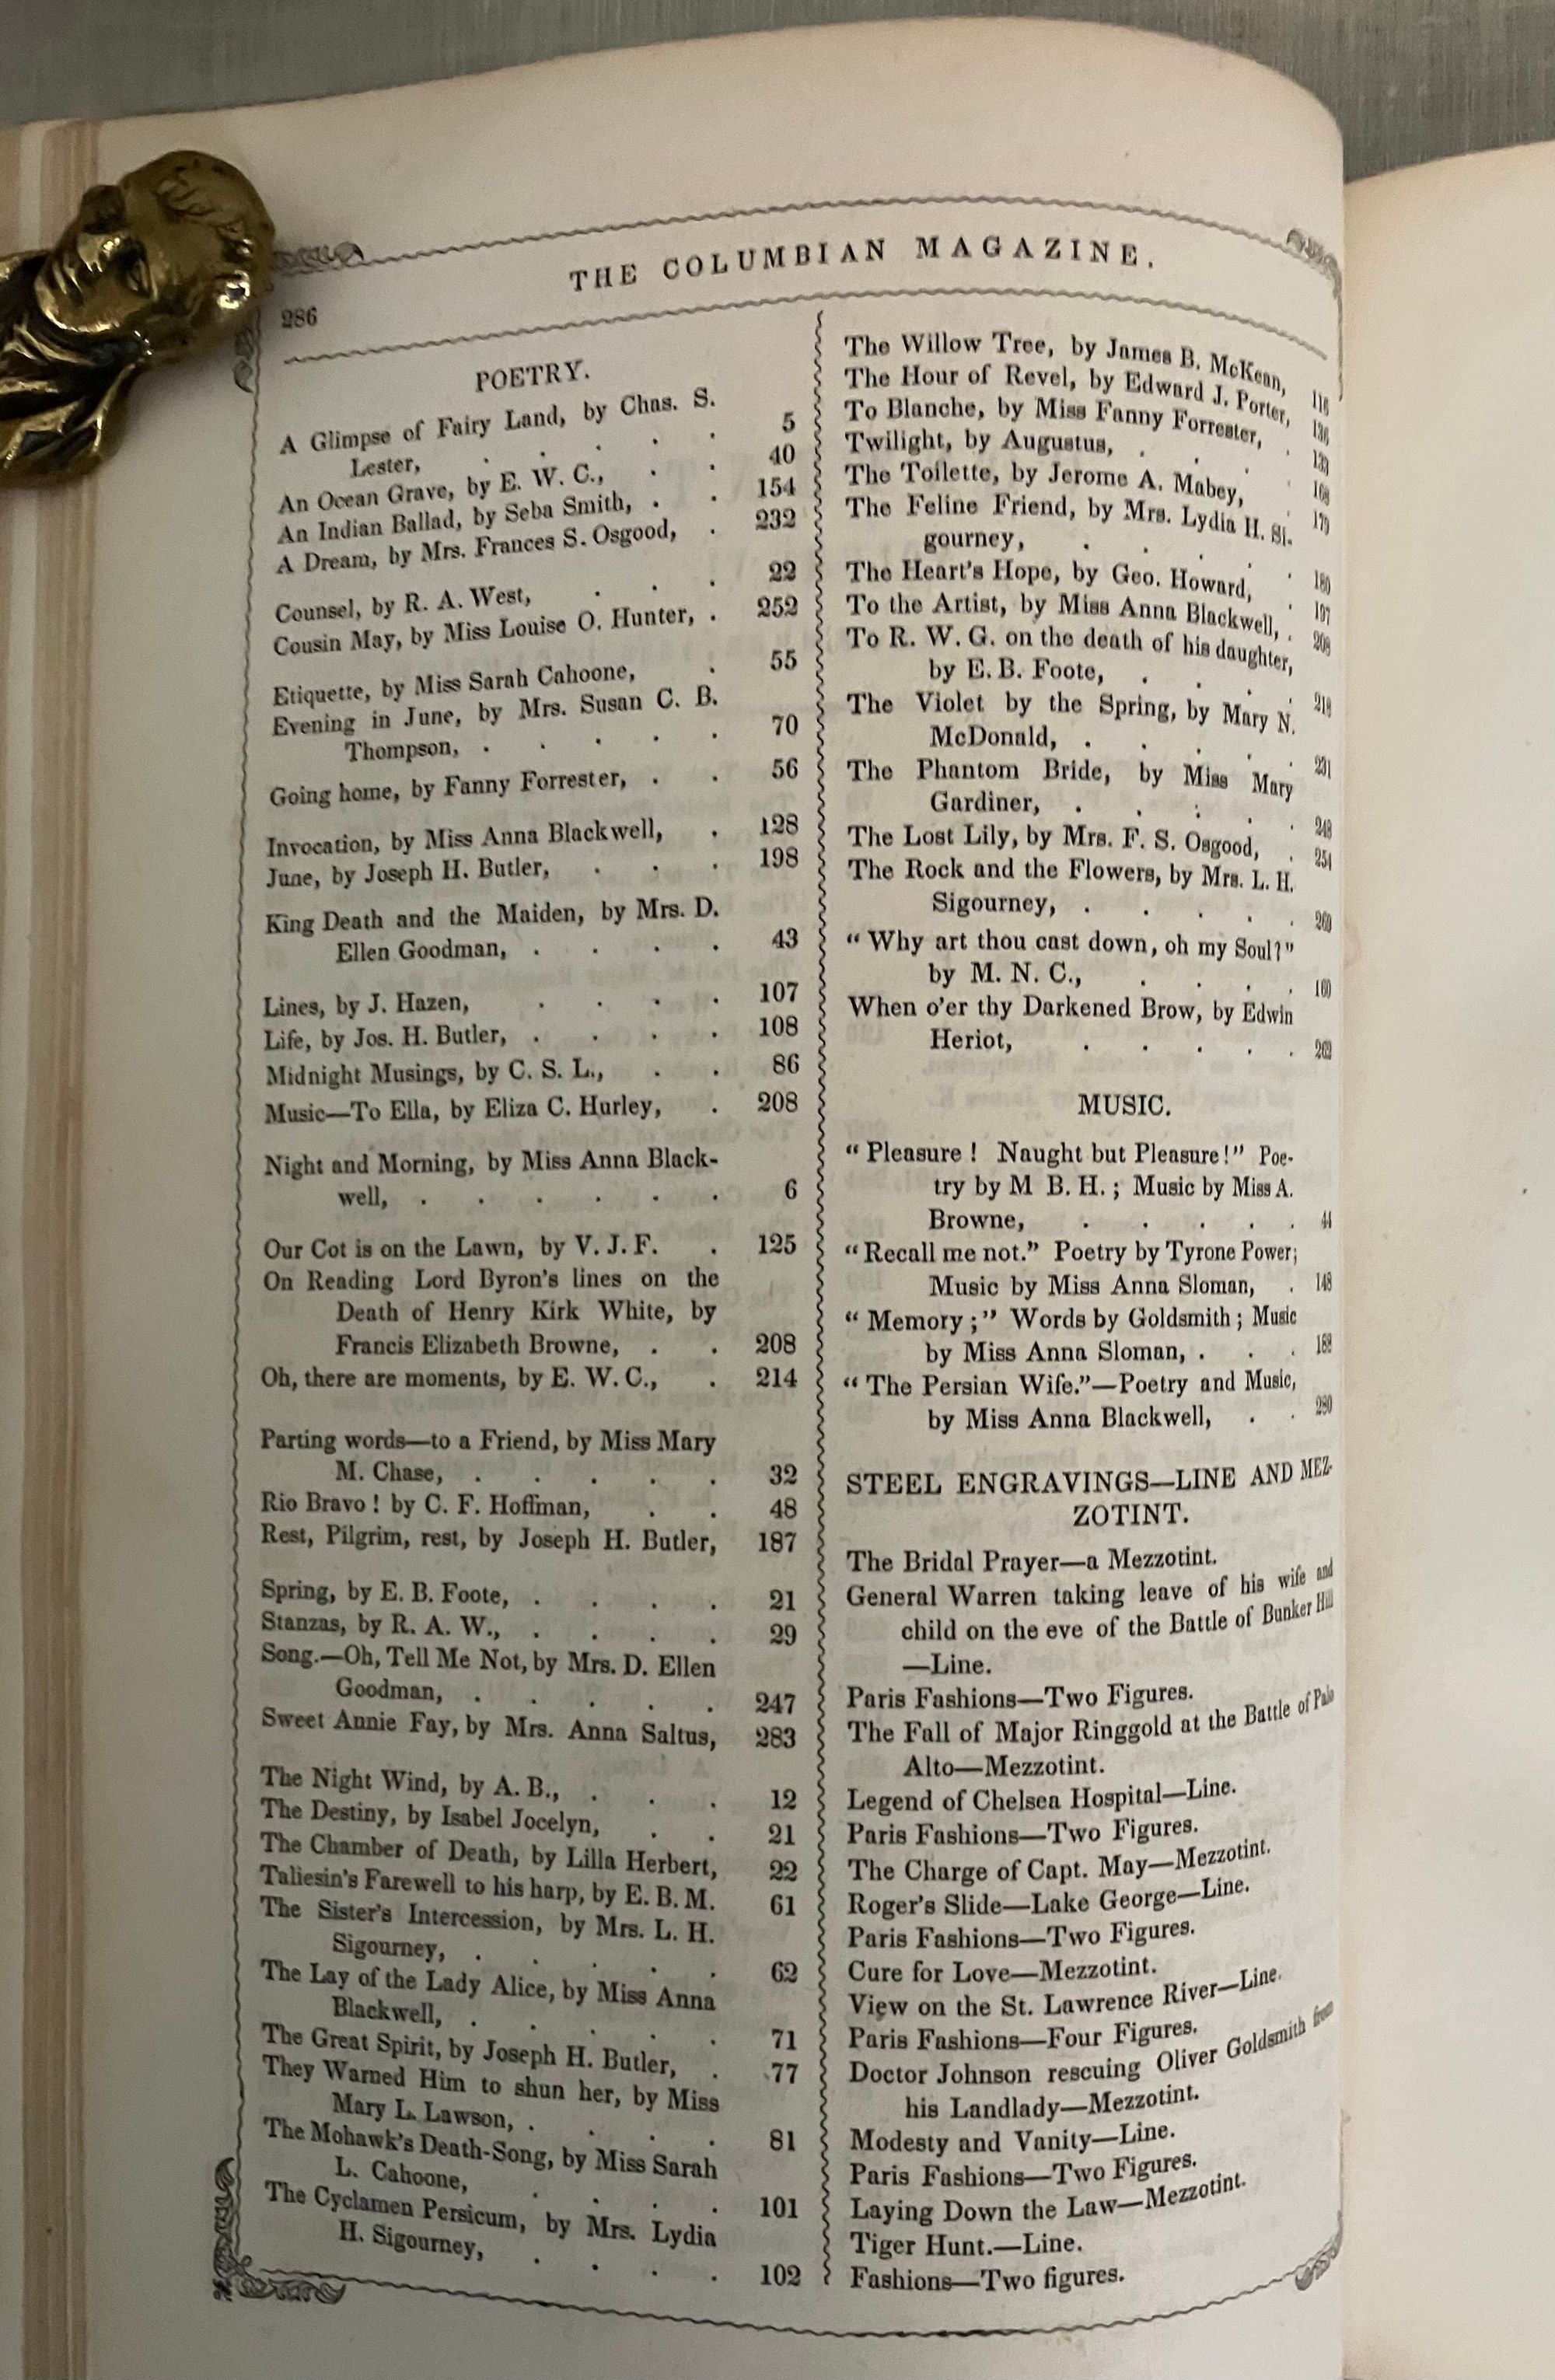 THE COLUMBIAN MAGAZINE.
286
POETRY.
A Glimpse of Fairy Land, by Chas. S.
Lester, . . . . 5
An Ocean Grave, by E. W. C., . . 40
An Indian Ballad, by Seba Smith, . . 154
A Dream, by Mrs. Frances S. Osgood, . 232
Counsel, by R. A. West, . . . 22
Cousin May, by Miss Louise O. Hunter, . 252
Etiquette, by Miss Sarah Cahoone, . 55
Evening in June, by Mrs. Susan C. B.
Thompson, . . . . . 70
Going home, by Fanny Forrester, . . 56
Invocation, by Miss Anna Blackwell, . 128
June, by Joseph H. Butler, . . . 198
King Death and the Maiden, by Mrs. D.
Ellen Goodman, . . . . 43
Lines, by J. Hazen, . . . . 107
Life, by Jos. H. Butler, . . . . 108
Midnight Musings, by C. S. L., . . 86
Music—To Ella, by Eliza C. Hurley, . 208
Night and Morning, by Miss Anna Black-
well, . . . . . . 6
Our Cot is on the Lawn, by V. J. F. . 125
On Reading Lord Byron's lines on the
Death of Henry Kirk White, by
Francis Elizabeth Browne, . . 208
Oh, there are moments, by E. W. C., . 214
Parting words—to a Friend, by Miss Mary
M. Chase, . . . . . 32
Rio Bravo! by C. F. Hoffman, . . 48
Rest, Pilgrim, rest, by Joseph H. Butler, 187
Spring, by E. B. Foote, . . . . 21
Stanzas, by R. A. W., . . . . 29
Song.—Oh, Tell Me Not, by Mrs. D. Ellen
Goodman, . . . . . 247
Sweet Annie Fay, by Mrs. Anna Saltus, 283
The Night Wind, by A. B., . . . 12
The Destiny, by Isabel Jocelyn, . . 21
The Chamber of Death, by Lilla Herbert, 22
Taliesin's Farewell to his harp, by E. B. M. 61
The Sister's Intercession, by Mrs. L. H.
Sigourney, . . . . . 62
The Lay of the Lady Alice, by Miss Anna
Blackwell, . . . . . 71
The Great Spirit, by Joseph H. Butler, . 77
They Warned Him to shun her, by Miss
Mary L. Lawson, . . . . 81
The Mohawk's Death-Song, by Miss Sarah
L. Cahoone, . . . . 101
The Cyclamen Persicum, by Mrs. Lydia
H. Sigourney, . . . . 102
The Willow Tree, by James B. McKean,
The Hour of Revel, by Edward J. Porter,
To Blanche, by Miss Fanny Forrester,
Twilight, by Augustus, . . .
The Toilette, by Jerome A. Mabey, .
The Feline Friend, by Mrs. Lydia H. Si-
gourney, . . . . 180
The Heart's Hope, by Geo. Howard, . 197
To the Artist, by Miss Anna Blackwell, .
To R. W. G. on the death of his daughter,
by E. B. Foote, . . . .
The Violet by the Spring, by Mary N.
McDonald, . . . . 231
The Phantom Bride, by Miss Mary
Gardiner, . . . .
The Lost Lily, by Mrs. F. S. Osgood, . 254
The Rock and the Flowers, by Mrs. L. H.
Sigourney, . . . . . 260
“Why art thou cast down, oh my Soul?”
by M. N. C., . . . . 160
When o'er thy Darkened Brow, by Edwin
Heriot, . . . . .
MUSIC.
“Pleasure! Naught but Pleasure!” Poe-
try by M B. H.; Music by Miss A.
Browne, . . . . . 44
“Recall me not.” Poetry by Tyrone Power;
Music by Miss Anna Sloman, . 148
“Memory;” Words by Goldsmith; Music
by Miss Anna Sloman, . . . 188
“The Persian Wife.”—Poetry and Music,
by Miss Anna Blackwell, . . 280
STEEL ENGRAVINGS—LINE AND MEZ-
ZOTINT.
The Bridal Prayer—a Mezzotint.
General Warren taking leave of his wife and
child on the eve of the Battle of Bunker Hill
—Line.
Paris Fashions—Two Figures.
The Fall of Major Ringgold at the Battle of Palo
Alto—Mezzotint.
Legend of Chelsea Hospital—Line.
Paris Fashions—Two Figures.
The Charge of Capt. May—Mezzotint.
Roger's Slide—Lake George—Line.
Paris Fashions—Two Figures.
Cure for Love—Mezzotint.
View on the St. Lawrence River—Line.
Paris Fashions—Four Figures.
Doctor Johnson rescuing Oliver Goldsmith from
his Landlady—Mezzotint.
Modesty and Vanity—Line.
Paris Fashions—Two Figures.
Laying Down the Law—Mezzotint.
Tiger Hunt.—Line.
Fashions—Two figures.